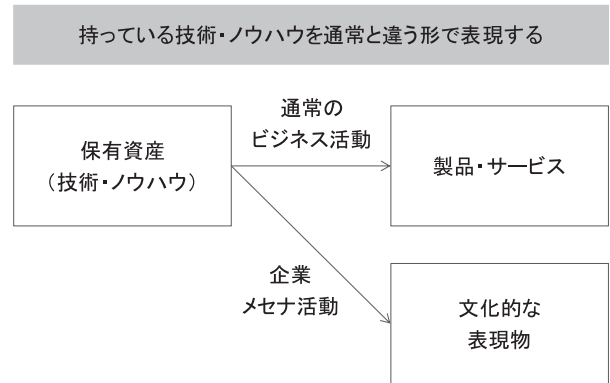 持っている技術・ノウハウを通常と違う形で表現する
通常の
ビジネス活動
保有資産
（技術・ノウハウ）
製品・サービス
企業
メセナ活動
文化的な
表現物